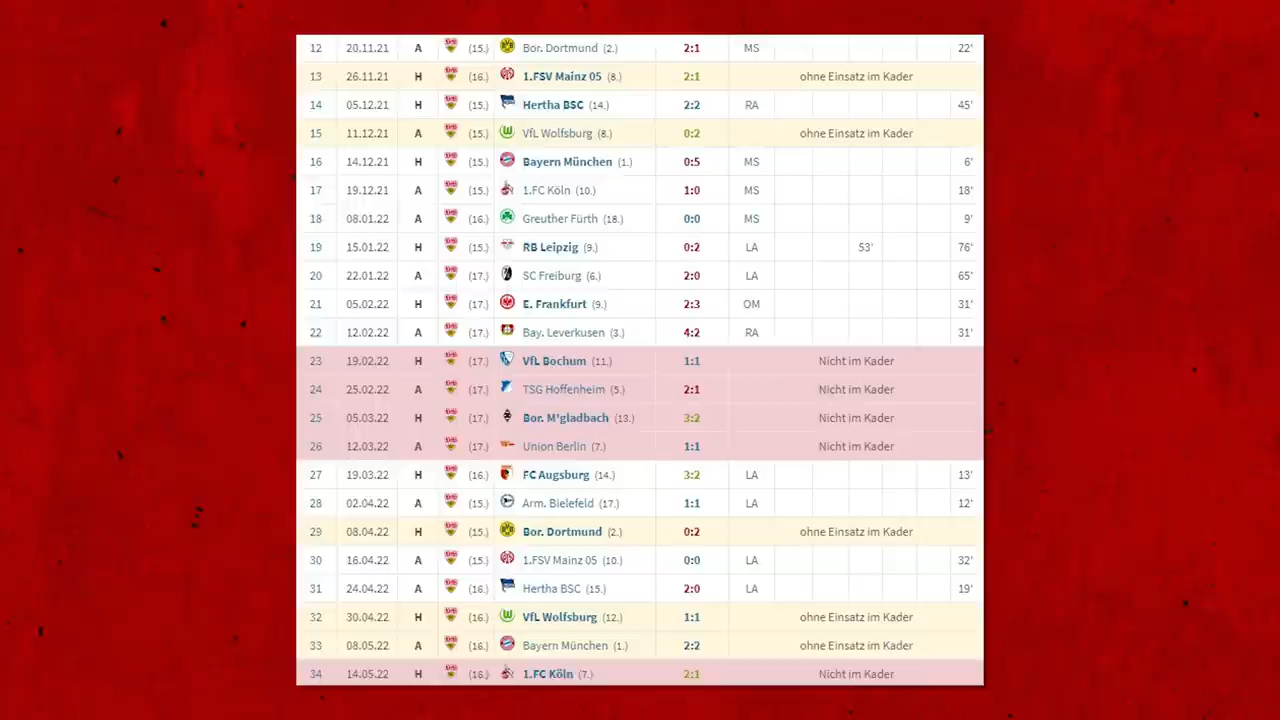 12 20.11.21 A (15.) Bor. Dortmund (2.) 2:1 MS 22'
13 26.11.21 H (16.) 1.FSV Mainz 05 (8.) 2:1 ohne Einsatz im Kader
14 05.12.21 H (15.) Hertha BSC (14.) 2:2 RA 45'
15 11.12.21 A (15.) VfL Wolfsburg (8.) 0:2 ohne Einsatz im Kader
16 14.12.21 H (15.) Bayern München (1.) 0:5 MS 6'
17 19.12.21 A (15.) 1.FC Köln (10.) 1:0 MS 18'
18 08.01.22 A (16.) Greuther Fürth (18.) 0:0 MS 9'
19 15.01.22 H (15.) RB Leipzig (9.) 0:2 LA 53' 76'
20 22.01.22 A (17.) SC Freiburg (6.) 2:0 LA 65'
21 05.02.22 H (17.) E. Frankfurt (9.) 2:3 OM 31'
22 12.02.22 A (17.) Bay. Leverkusen (3.) 4:2 RA 31'
23 19.02.22 H (17.) VfL Bochum (11.) 1:1 Nicht im Kader
24 25.02.22 A (17.) TSG Hoffenheim (5.) 2:1 Nicht im Kader
25 05.03.22 H (17.) Bor. M'gladbach (13.) 3:2 Nicht im Kader
26 12.03.22 A (17.) Union Berlin (7.) 1:1 Nicht im Kader
27 19.03.22 H (16.) FC Augsburg (14.) 3:2 LA 13'
28 02.04.22 A (15.) Arm. Bielefeld (17.) 1:1 LA 12'
29 08.04.22 H (15.) Bor. Dortmund (2.) 0:2 ohne Einsatz im Kader
30 16.04.22 A (15.) 1.FSV Mainz 05 (10.) 0:0 LA 32'
31 24.04.22 A (16.) Hertha BSC (15.) 2:0 LA 19'
32 30.04.22 H (16.) VfL Wolfsburg (12.) 1:1 ohne Einsatz im Kader
33 08.05.22 A (16.) Bayern München (1.) 2:2 ohne Einsatz im Kader
34 14.05.22 H (16.) 1.FC Köln (7.) 2:1 Nicht im Kader